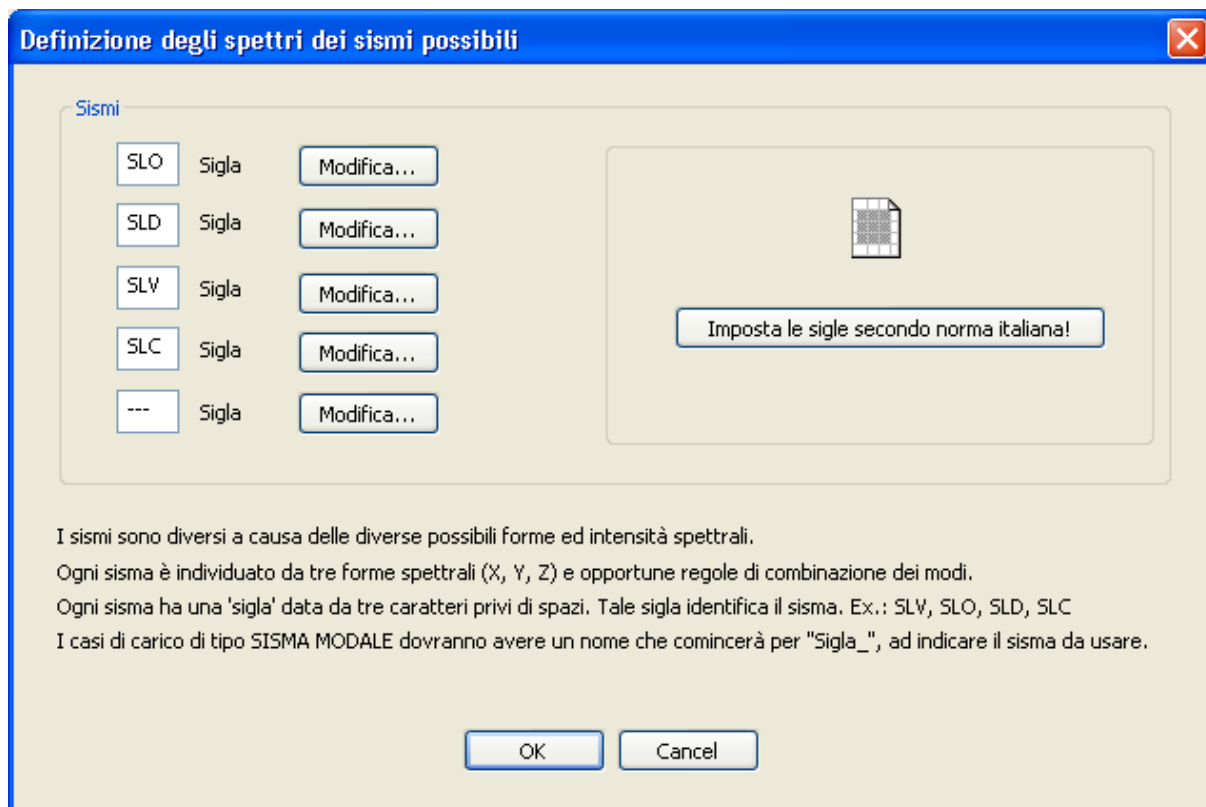 Definizione degli spettri dei sismi possibili
Sismi
SLO Sigla Modifica...
SLD Sigla Modifica...
SLV Sigla Modifica...
SLC Sigla Modifica...
--- Sigla Modifica...
Imposta le sigle secondo norma italiana!
I sismi sono diversi a causa delle diverse possibili forme ed intensità spettrali.
Ogni sisma è individuato da tre forme spettrali (X, Y, Z) e opportune regole di combinazione dei modi.
Ogni sisma ha una 'sigla' data da tre caratteri privi di spazi. Tale sigla identifica il sisma. Ex.: SLV, SLO, SLD, SLC
I casi di carico di tipo SISMA MODALE dovranno avere un nome che comincerà per "Sigla_", ad indicare il sisma da usare.
OK Cancel